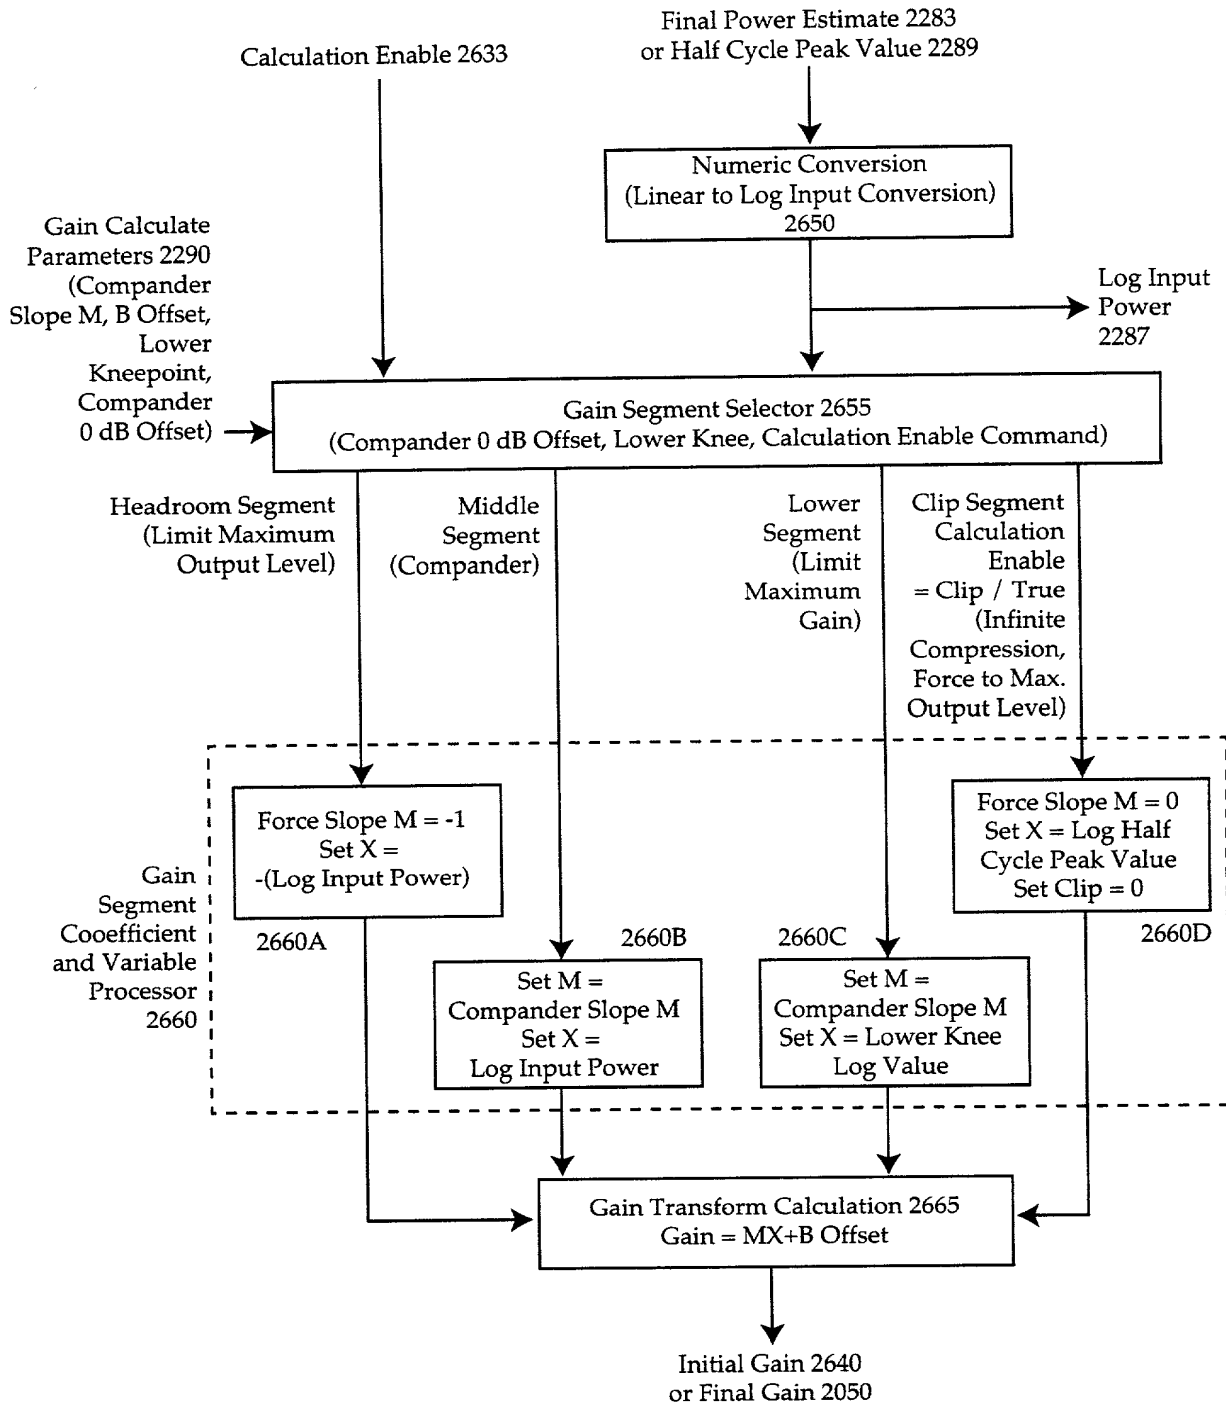 Final Power Estimate 2283
or Half Cycle Peak Value 2289
Calculation Enable 2633
Numeric Conversion
(Linear to Log Input Conversion)
2650
Gain Calculate
Parameters 2290
(Compander
Slope M, B Offset,
Lower
Kneepoint,
Compander
0 dB Offset)
Log Input
Power
2287
Gain Segment Selector 2655
(Compander 0 dB Offset, Lower Knee, Calculation Enable Command)
Headroom Segment
(Limit Maximum
Output Level)
Middle
Segment
(Compander)
Lower
Segment
(Limit
Maximum
Gain)
Clip Segment
Calculation
Enable
= Clip / True
(Infinite
Compression,
Force to Max.
Output Level)
Force Slope M = -1
Set X =
-(Log Input Power)
2660A
Force Slope M = 0
Set X = Log Half
Cycle Peak Value
Set Clip = 0
2660D
Gain
Segment
Cooefficient
and Variable
Processor
2660
2660B
Set M =
Compander Slope M
Set X =
Log Input Power
2660C
Set M =
Compander Slope M
Set X = Lower Knee
Log Value
Gain Transform Calculation 2665
Gain = MX+B Offset
Initial Gain 2640
or Final Gain 2050